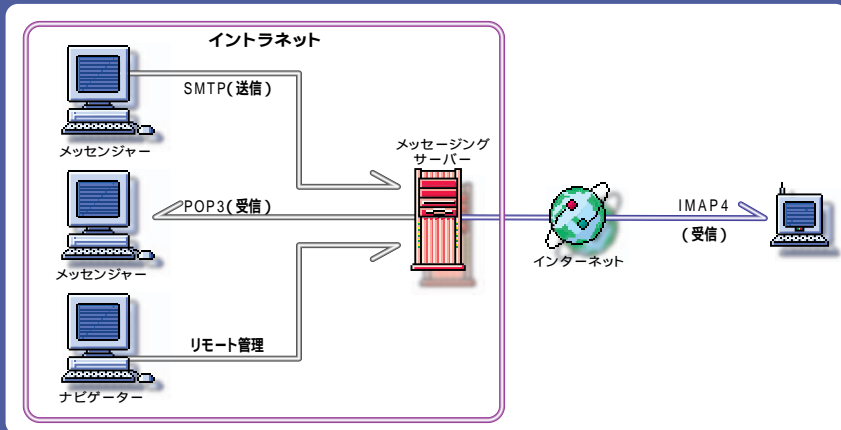 イントラネット
SMTP(送信)
メッセンジャー
メッセージング
サーバー
POP3(受信)
メッセンジャー
IMAP4
(受信)
インターネット
リモート管理
ナビゲーター